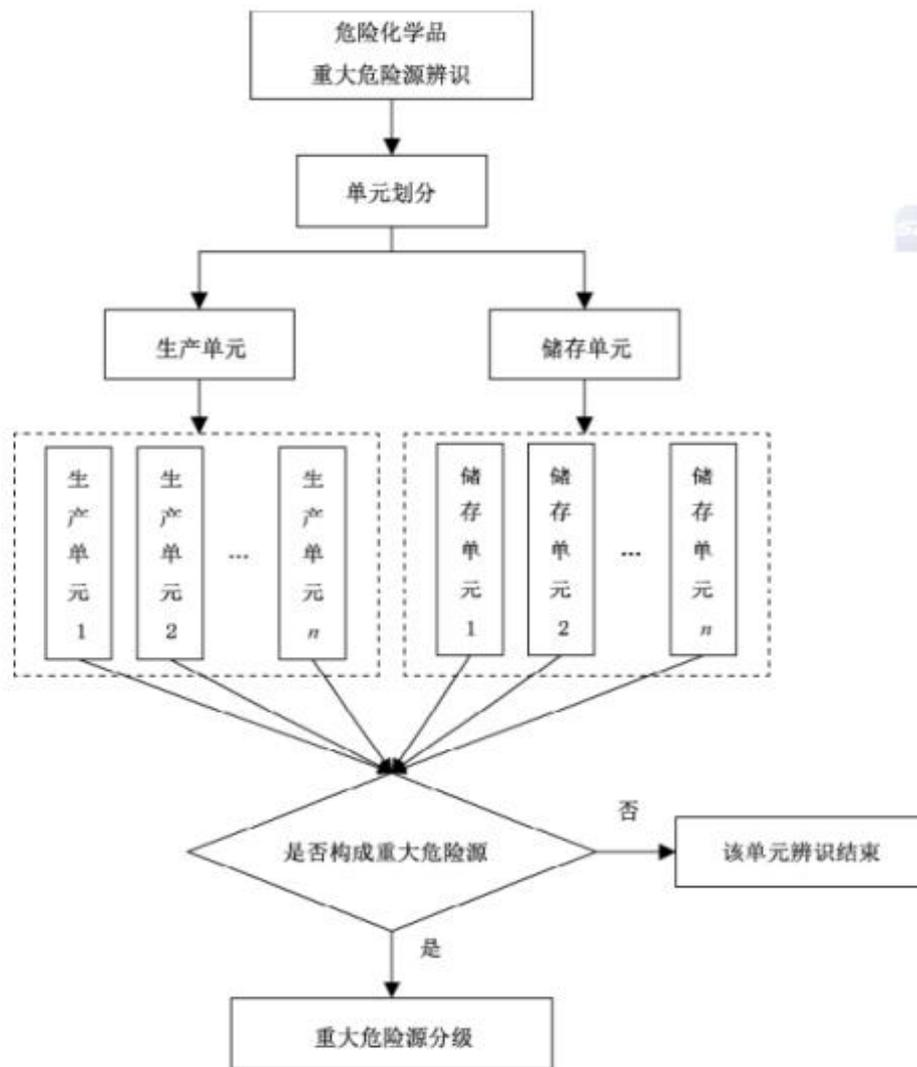 危险化学品
重大危险源辨识
单元划分
生产单元
储存单元
生产单元1
生产单元2
...
生产单元n
储存单元1
储存单元2
...
储存单元n
是否构成重大危险源
否
该单元辨识结束
是
重大危险源分级